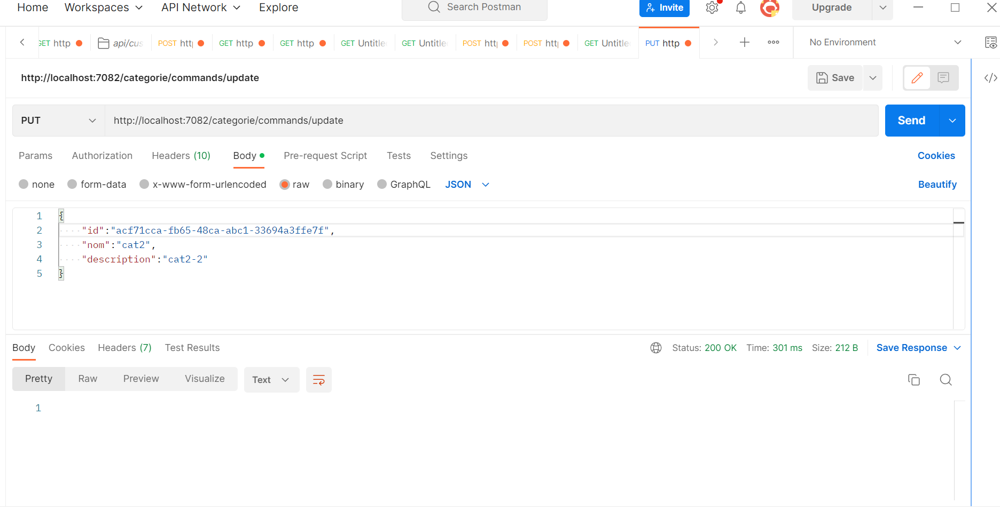 Home Workspaces API Network Explore Search Postman Invite Upgrade
GET http api/cus POST htt GET http GET http GET Untitle GET Untitle POST htt POST htt GET Untitle PUT http No Environment
http://localhost:7082/categorie/commands/update Save </>
PUT http://localhost:7082/categorie/commands/update Send
Params Authorization Headers (10) Body Pre-request Script Tests Settings Cookies
none form-data x-www-form-urlencoded raw binary GraphQL JSON Beautify
1 {
2 "id":"acf71cca-fb65-48ca-abc1-33694a3ffe7f",
3 "nom":"cat2",
4 "description":"cat2-2"
5 }
Body Cookies Headers (7) Test Results Status: 200 OK Time: 301 ms Size: 212 B Save Response
Pretty Raw Preview Visualize Text
1